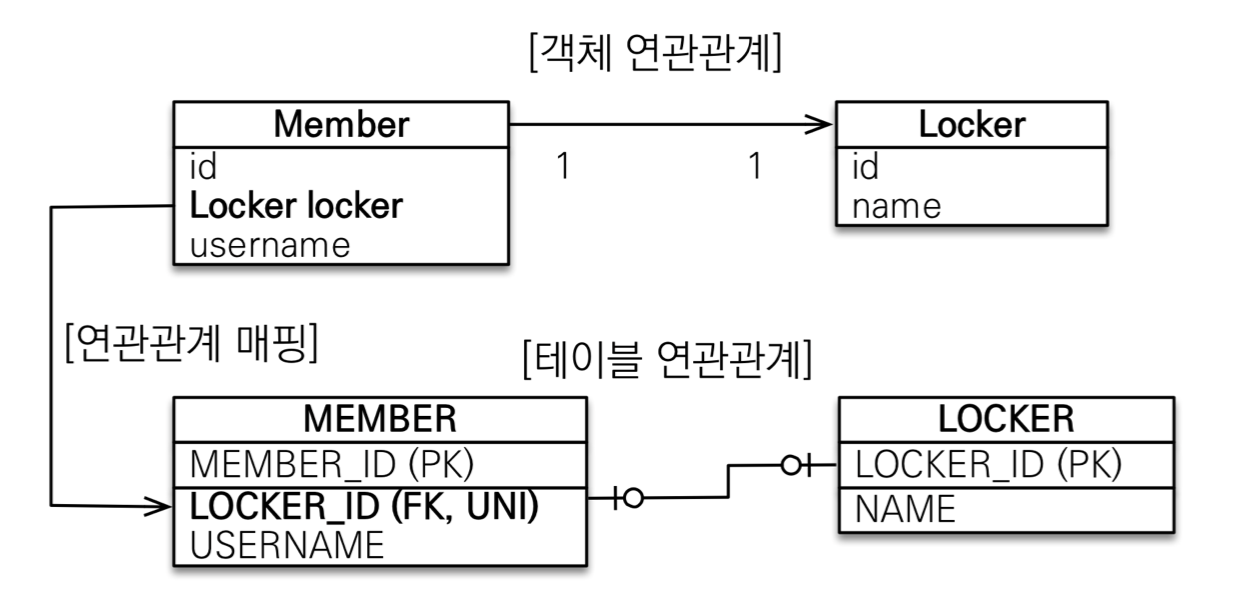 [객체 연관관계]
Member
id
Locker locker
username
1
1
Locker
id
name
[연관관계 매핑]
[테이블 연관관계]
MEMBER
MEMBER_ID (PK)
LOCKER_ID (FK, UNI)
USERNAME
LOCKER
LOCKER_ID (PK)
NAME